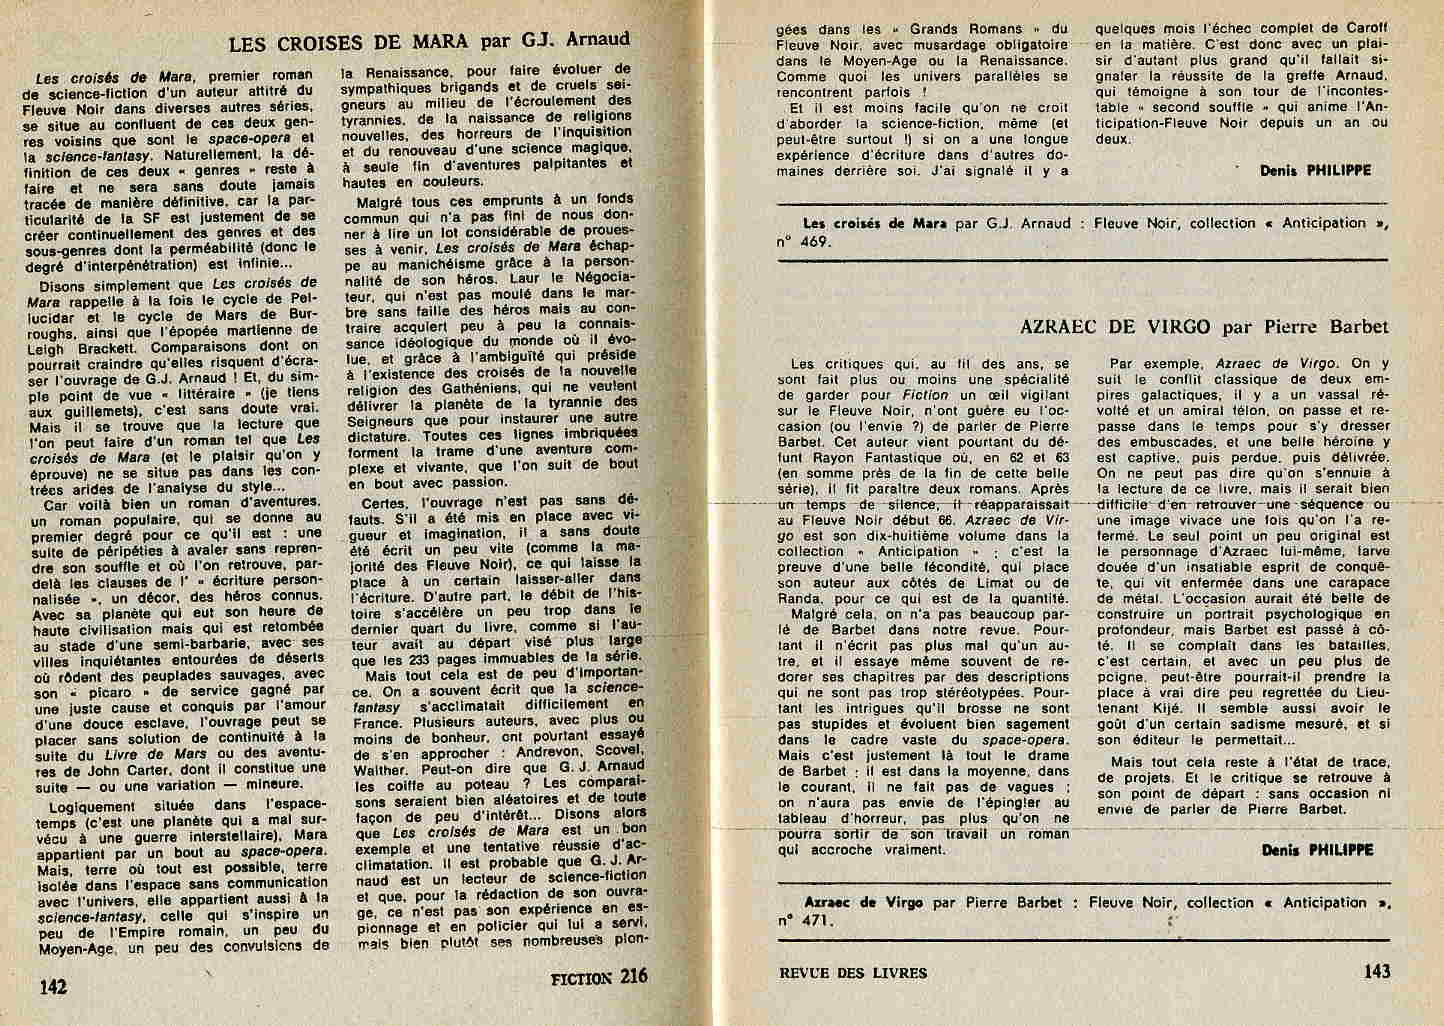 LES CROISES DE MARA par G.J. Arnaud
Les croisés de Mara, premier roman
de science-fiction d'un auteur attitré du
Fleuve Noir dans diverses autres séries,
se situe au confluent de ces deux gen-
res voisins que sont le space-opera et
la science-fantasy. Naturellement, la dé-
finition de ces deux « genres » reste à
faire et ne sera sans doute jamais
tracée de manière définitive, car la par-
ticularité de la SF est justement de se
créer continuellement des genres et des
sous-genres dont la perméabilité (donc le
degré d'interpénétration) est infinie...
Disons simplement que Les croisés de
Mara rappelle à la fois le cycle de Pel-
lucidar et le cycle de Mars de Bur-
roughs, ainsi que l'épopée martienne de
Leigh Brackett. Comparaisons dont on
pourrait craindre qu'elles risquent d'écra-
ser l'ouvrage de G.J. Arnaud ! Et, du sim-
ple point de vue « littéraire » (je tiens
aux guillemets), c'est sans doute vrai.
Mais il se trouve que la lecture que
l'on peut faire d'un roman tel que Les
croisés de Mara (et le plaisir qu'on y
éprouve) ne se situe pas dans les con-
trées arides de l'analyse du style...
Car voilà bien un roman d'aventures,
un roman populaire, qui se donne au
premier degré pour ce qu'il est : une
suite de péripéties à avaler sans repren-
dre son souffle et où l'on retrouve, par-
delà les clauses de l' « écriture person-
nalisée », un décor, des héros connus.
Avec sa planète qui eut son heure de
haute civilisation mais qui est retombée
au stade d'une semi-barbarie, avec ses
villes inquiétantes entourées de déserts
où rôdent des peuplades sauvages, avec
son « picaro » de service gagné par
une juste cause et conquis par l'amour
d'une douce esclave, l'ouvrage peut se
placer sans solution de continuité à la
suite du Livre de Mars ou des aventu-
res de John Carter, dont il constitue une
suite — ou une variation — mineure.
Logiquement située dans l'espace-
temps (c'est une planète qui a mal sur-
vécu à une guerre interstellaire), Mara
appartient par un bout au space-opera.
Mais, terre où tout est possible, terre
isolée dans l'espace sans communication
avec l'univers, elle appartient aussi à la
science-fantasy, celle qui s'inspire un
peu de l'Empire romain, un peu du
Moyen-Age, un peu des convulsions de
la Renaissance, pour faire évoluer de
sympathiques brigands et de cruels sei-
gneurs au milieu de l'écroulement des
tyrannies, de la naissance de religions
nouvelles, des horreurs de l'inquisition
et du renouveau d'une science magique,
à seule fin d'aventures palpitantes et
hautes en couleurs.
Malgré tous ces emprunts à un fonds
commun qui n'a pas fini de nous don-
ner à lire un lot considérable de proues-
ses à venir, Les croisés de Mara échap-
pe au manichéisme grâce à la person-
nalité de son héros. Laur le Négocia-
teur, qui n'est pas moulé dans le mar-
bre sans faille des héros mais au con-
traire acquiert peu à peu la connais-
sance idéologique du monde où il évo-
lue, et grâce à l'ambiguïté qui préside
à l'existence des croisés de la nouvelle
religion des Gathéniens, qui ne veulent
délivrer la planète de la tyrannie des
Seigneurs que pour instaurer une autre
dictature. Toutes ces lignes imbriquées
forment la trame d'une aventure com-
plexe et vivante, que l'on suit de bout
en bout avec passion.
Certes, l'ouvrage n'est pas sans dé-
fauts. S'il a été mis en place avec vi-
gueur et imagination, il a sans doute
été écrit un peu vite (comme la ma-
jorité des Fleuve Noir), ce qui laisse la
place à un certain laisser-aller dans
l'écriture. D'autre part, le débit de l'his-
toire s'accélère un peu trop dans le
dernier quart du livre, comme si l'au-
teur avait au départ visé plus large
que les 233 pages immuables de la série.
Mais tout cela est de peu d'importan-
ce. On a souvent écrit que la science-
fantasy s'acclimatait difficilement en
France. Plusieurs auteurs, avec plus ou
moins de bonheur, ont pourtant essayé
de s'en approcher : Andrevon, Scovel,
Walther. Peut-on dire que G.J. Arnaud
les coiffe au poteau ? Les comparai-
sons seraient bien aléatoires et de toute
façon de peu d'intérêt... Disons alors
que Les croisés de Mara est un bon
exemple et une tentative réussie d'ac-
climatation. Il est probable que G.J. Ar-
naud est un lecteur de science-fiction
et que, pour la rédaction de son ouvra-
ge, ce n'est pas son expérience en es-
pionnage et en policier qui lui a servi,
mais bien plutôt ses nombreuses plon-
142
FICTION 216
gées dans les « Grands Romans » du
Fleuve Noir, avec musardage obligatoire
dans le Moyen-Age ou la Renaissance.
Comme quoi les univers parallèles se
rencontrent parfois !
Et il est moins facile qu'on ne croit
d'aborder la science-fiction, même (et
peut-être surtout !) si on a une longue
expérience d'écriture dans d'autres do-
maines derrière soi. J'ai signalé il y a
quelques mois l'échec complet de Caroff
en la matière. C'est donc avec un plai-
sir d'autant plus grand qu'il fallait si-
gnaler la réussite de la greffe Arnaud,
qui témoigne à son tour de l'incontes-
table « second souffle » qui anime l'An-
ticipation-Fleuve Noir depuis un an ou
deux.
Denis PHILIPPE
Les croisés de Mara par G.J. Arnaud : Fleuve Noir, collection « Anticipation »,
n° 469.
AZRAEC DE VIRGO par Pierre Barbet
Les critiques qui, au fil des ans, se
sont fait plus ou moins une spécialité
de garder pour Fiction un œil vigilant
sur le Fleuve Noir, n'ont guère eu l'oc-
casion (ou l'envie ?) de parler de Pierre
Barbet. Cet auteur vient pourtant du dé-
funt Rayon Fantastique où, en 62 et 63
(en somme près de la fin de cette belle
série), il fit paraître deux romans. Après
un temps de silence, il réapparaissait
au Fleuve Noir début 66. Azraec de Vir-
go est son dix-huitième volume dans la
collection « Anticipation » ; c'est la
preuve d'une belle fécondité, qui place
son auteur aux côtés de Limat ou de
Randa, pour ce qui est de la quantité.
Malgré cela, on n'a pas beaucoup par-
lé de Barbet dans notre revue. Pour-
tant il n'écrit pas plus mal qu'un au-
tre, et il essaye même souvent de re-
dorer ses chapitres par des descriptions
qui ne sont pas trop stéréotypées. Pour-
tant les intrigues qu'il brosse ne sont
pas stupides et évoluent bien sagement
dans le cadre vaste du space-opera.
Mais c'est justement là tout le drame
de Barbet : il est dans la moyenne, dans
le courant, il ne fait pas de vagues ;
on n'aura pas envie de l'épingler au
tableau d'horreur, pas plus qu'on ne
pourra sortir de son travail un roman
qui accroche vraiment.
Par exemple, Azraec de Virgo. On y
suit le conflit classique de deux em-
pires galactiques, il y a un vassal ré-
volté et un amiral félon, on passe et re-
passe dans le temps pour s'y dresser
des embuscades, et une belle héroïne y
est captive, puis perdue, puis délivrée.
On ne peut pas dire qu'on s'ennuie à
la lecture de ce livre, mais il serait bien
difficile d'en retrouver une séquence ou
une image vivace une fois qu'on l'a re-
fermé. Le seul point un peu original est
le personnage d'Azraec lui-même, larve
douée d'un insatiable esprit de conquê-
te, qui vit enfermée dans une carapace
de métal. L'occasion aurait été belle de
construire un portrait psychologique en
profondeur, mais Barbet est passé à cô-
té. Il se complait dans les batailles,
c'est certain, et avec un peu plus de
poigne, peut-être pourrait-il prendre la
place à vrai dire peu regrettée du Lieu-
tenant Kijé. Il semble aussi avoir le
goût d'un certain sadisme mesuré, et si
son éditeur le permettait...
Mais tout cela reste à l'état de trace,
de projets. Et le critique se retrouve à
son point de départ : sans occasion ni
envie de parler de Pierre Barbet.
Denis PHILIPPE
Azraec de Virgo par Pierre Barbet : Fleuve Noir, collection « Anticipation »,
n° 471.
REVUE DES LIVRES
143